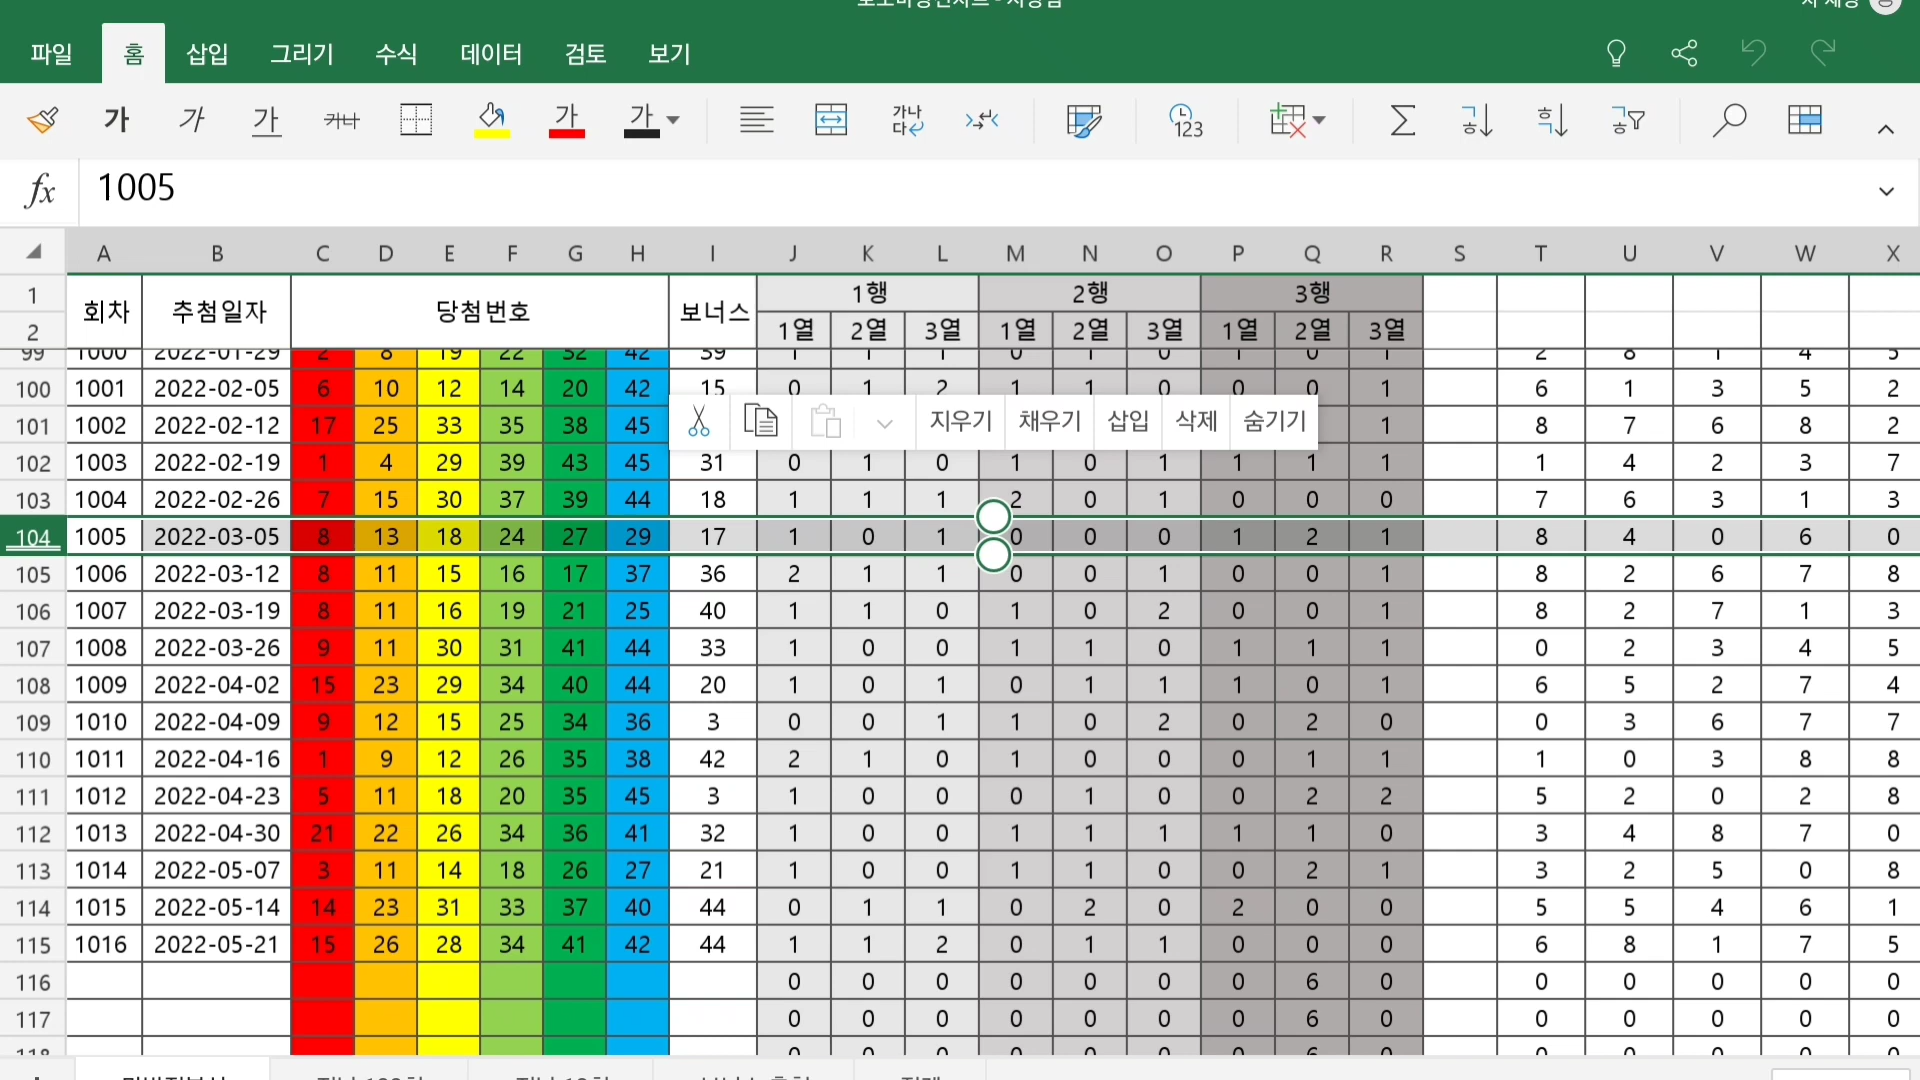 파일 홈 삽입 그리기 수식 데이터 검토 보기
가 가 가 가나 가 가 가나다 123 ㄱㅎ ㅎㄱ ㄱㅎ
fx 1005
A B C D E F G H I J K L M N O P Q R S T U V W X
1 회차 추첨일자 당첨번호 보너스 1행 2행 3행
2 1열 2열 3열 1열 2열 3열 1열 2열 3열
99 1000 2022-01-29 2 8 19 22 32 42 39 1 1 1 0 1 0 1 0 1 2 8 1 4 5
100 1001 2022-02-05 6 10 12 14 20 42 15 0 1 2 1 1 0 0 0 1 6 1 3 5 2
지우기 채우기 삽입 삭제 숨기기
101 1002 2022-02-12 17 25 33 35 38 45 1 8 7 6 8 2
102 1003 2022-02-19 1 4 29 39 43 45 31 0 1 0 1 0 1 1 1 1 1 4 2 3 7
103 1004 2022-02-26 7 15 30 37 39 44 18 1 1 1 2 0 1 0 0 0 7 6 3 1 3
104 1005 2022-03-05 8 13 18 24 27 29 17 1 0 1 0 0 0 1 2 1 8 4 0 6 0
105 1006 2022-03-12 8 11 15 16 17 37 36 2 1 1 0 0 1 0 0 1 8 2 6 7 8
106 1007 2022-03-19 8 11 16 19 21 25 40 1 1 0 1 0 2 0 0 1 8 2 7 1 3
107 1008 2022-03-26 9 11 30 31 41 44 33 1 0 0 1 1 0 1 1 1 0 2 3 4 5
108 1009 2022-04-02 15 23 29 34 40 44 20 1 0 1 0 1 1 1 0 1 6 5 2 7 4
109 1010 2022-04-09 9 12 15 25 34 36 3 0 0 1 1 0 2 0 2 0 0 3 6 7 7
110 1011 2022-04-16 1 9 12 26 35 38 42 2 1 0 1 0 0 0 1 1 1 0 3 8 8
111 1012 2022-04-23 5 11 18 20 35 45 3 1 0 0 0 1 0 0 2 2 5 2 0 2 8
112 1013 2022-04-30 21 22 26 34 36 41 32 1 0 0 1 1 1 1 1 0 3 4 8 7 0
113 1014 2022-05-07 3 11 14 18 26 27 21 1 0 0 1 1 0 0 2 1 3 2 5 0 8
114 1015 2022-05-14 14 23 31 33 37 40 44 0 1 1 0 2 0 2 0 0 5 5 4 6 1
115 1016 2022-05-21 15 26 28 34 41 42 44 1 1 2 0 1 1 0 0 0 6 8 1 7 5
116 0 0 0 0 0 0 0 6 0 0 0 0 0 0
117 0 0 0 0 0 0 0 6 0 0 0 0 0 0